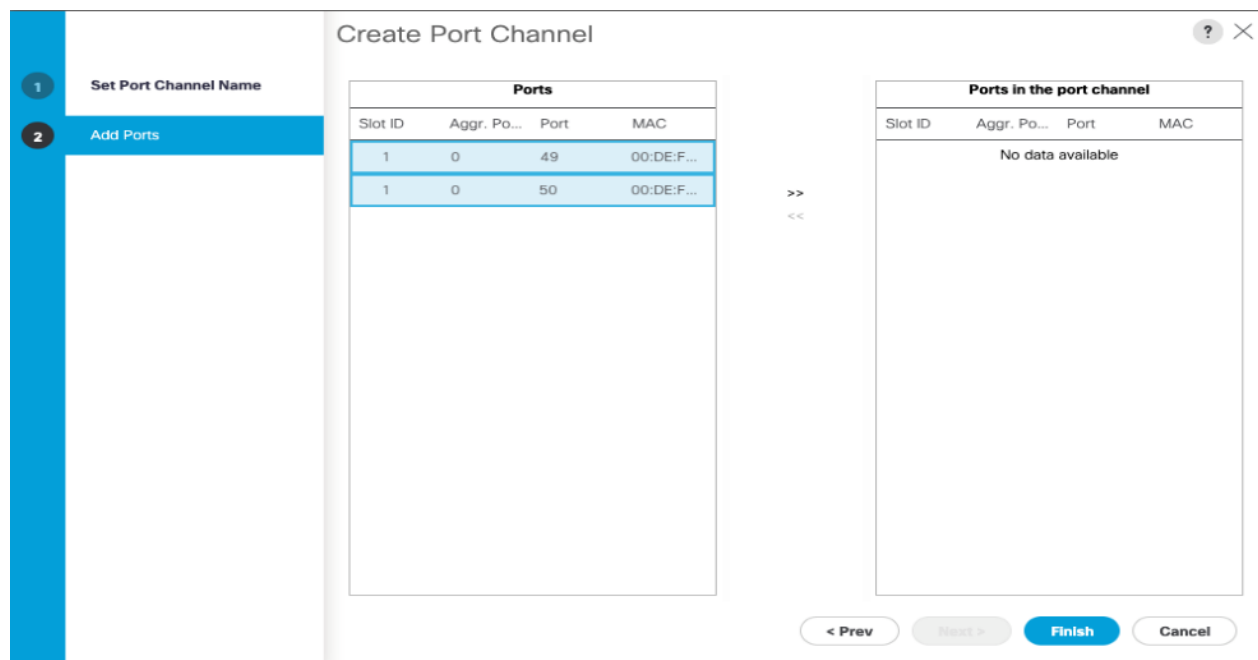 Create Port Channel
?
1 Set Port Channel Name
2 Add Ports
Ports
Slot ID Aggr. Po... Port MAC
1 0 49 00:DE:F...
1 0 50 00:DE:F...
>>
<<
Ports in the port channel
Slot ID Aggr. Po... Port MAC
No data available
< Prev Next > Finish Cancel